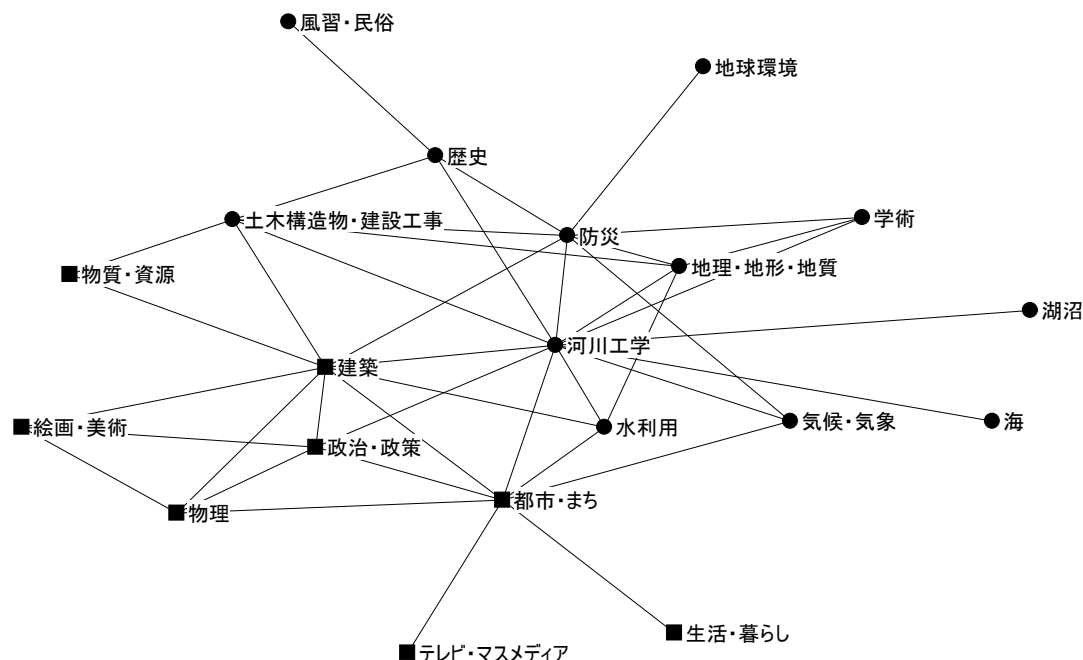 風習・民俗
地球環境
歴史
土木構造物・建設工事
学術
防災
地理・地形・地質
物質・資源
湖沼
河川工学
建築
絵画・美術
水利用
気候・気象
海
政治・政策
都市・まち
物理
生活・暮らし
テレビ・マスメディア